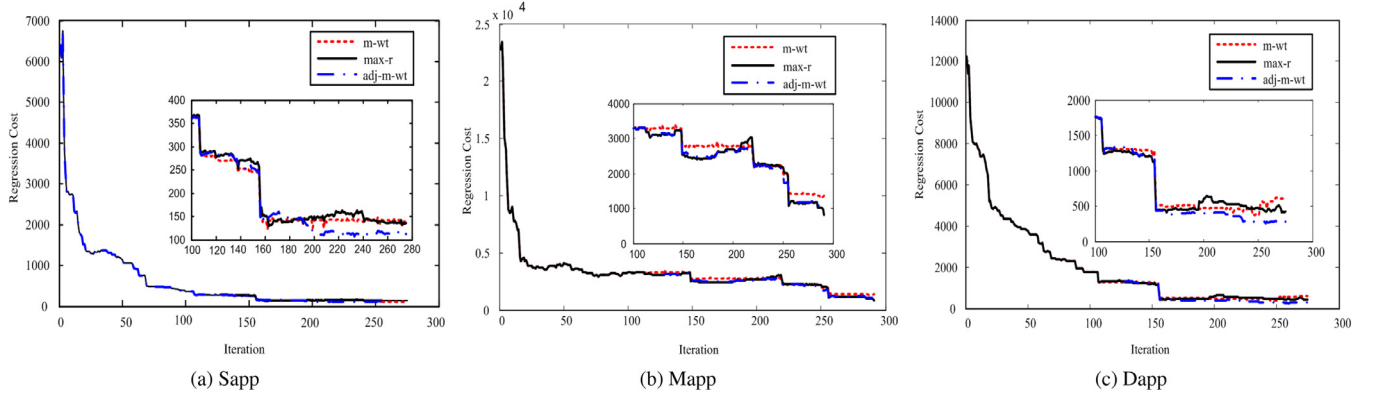 7000
6000
5000
4000
3000
2000
1000
0
Regression Cost
m-wt
max-r
adj-m-wt
400
350
300
250
200
150
100
100 120 140 160 180 200 220 240 260 280
0 50 100 150 200 250 300
Iteration
(a) Sapp
x 10 4
2.5
2
1.5
1
0.5
0
Regression Cost
m-wt
max-r
adj-m-wt
4000
3000
2000
1000
0
100 150 200 250 300
0 50 100 150 200 250 300
Iteration
(b) Mapp
14000
12000
10000
8000
6000
4000
2000
0
Regression Cost
m-wt
max-r
adj-m-wt
2000
1500
1000
500
0
100 150 200 250 300
0 50 100 150 200 250 300
Iteration
(c) Dapp